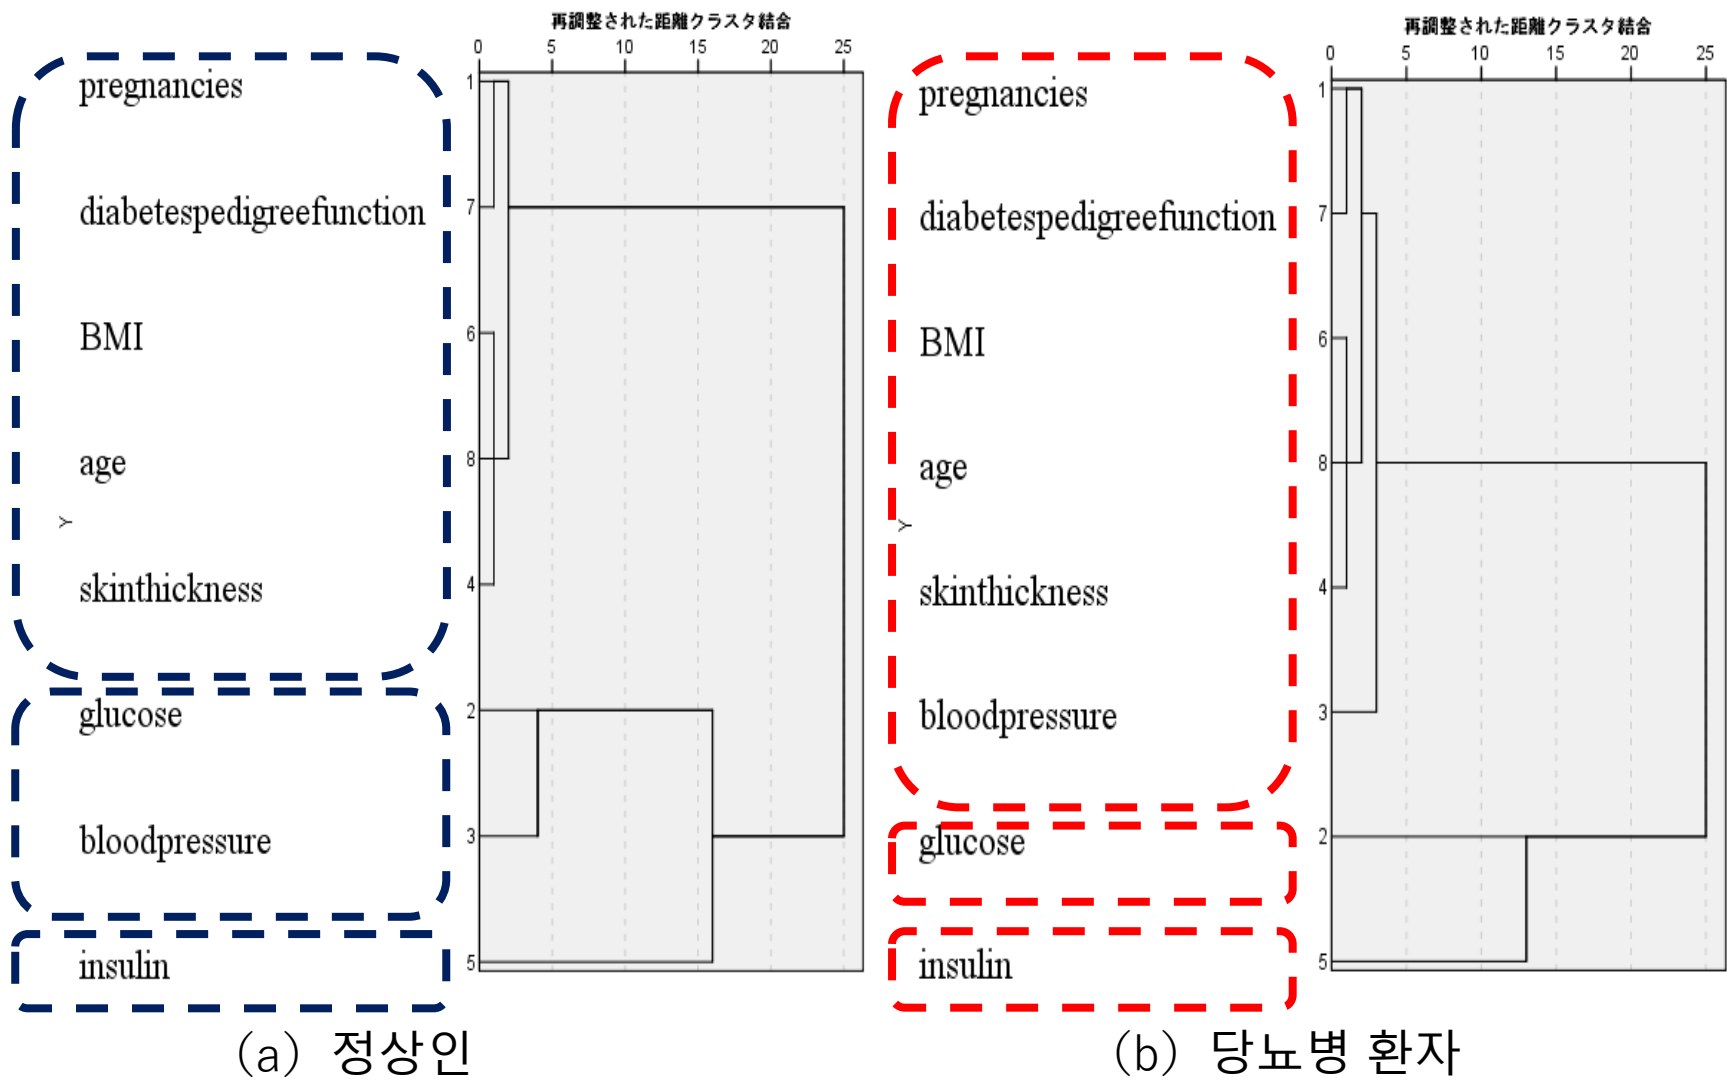 再調整された距離クラスタ結合
0 5 10 15 20 25
pregnancies 1
diabetespedigreefunction 7
BMI 6
age 8
Y
skinthickness 4
glucose 2
bloodpressure 3
insulin 5
(a) 정상인
再調整された距離クラスタ結合
0 5 10 15 20 25
pregnancies 1
diabetespedigreefunction 7
BMI 6
age 8
Y
skinthickness 4
bloodpressure 3
glucose 2
insulin 5
(b) 당뇨병 환자